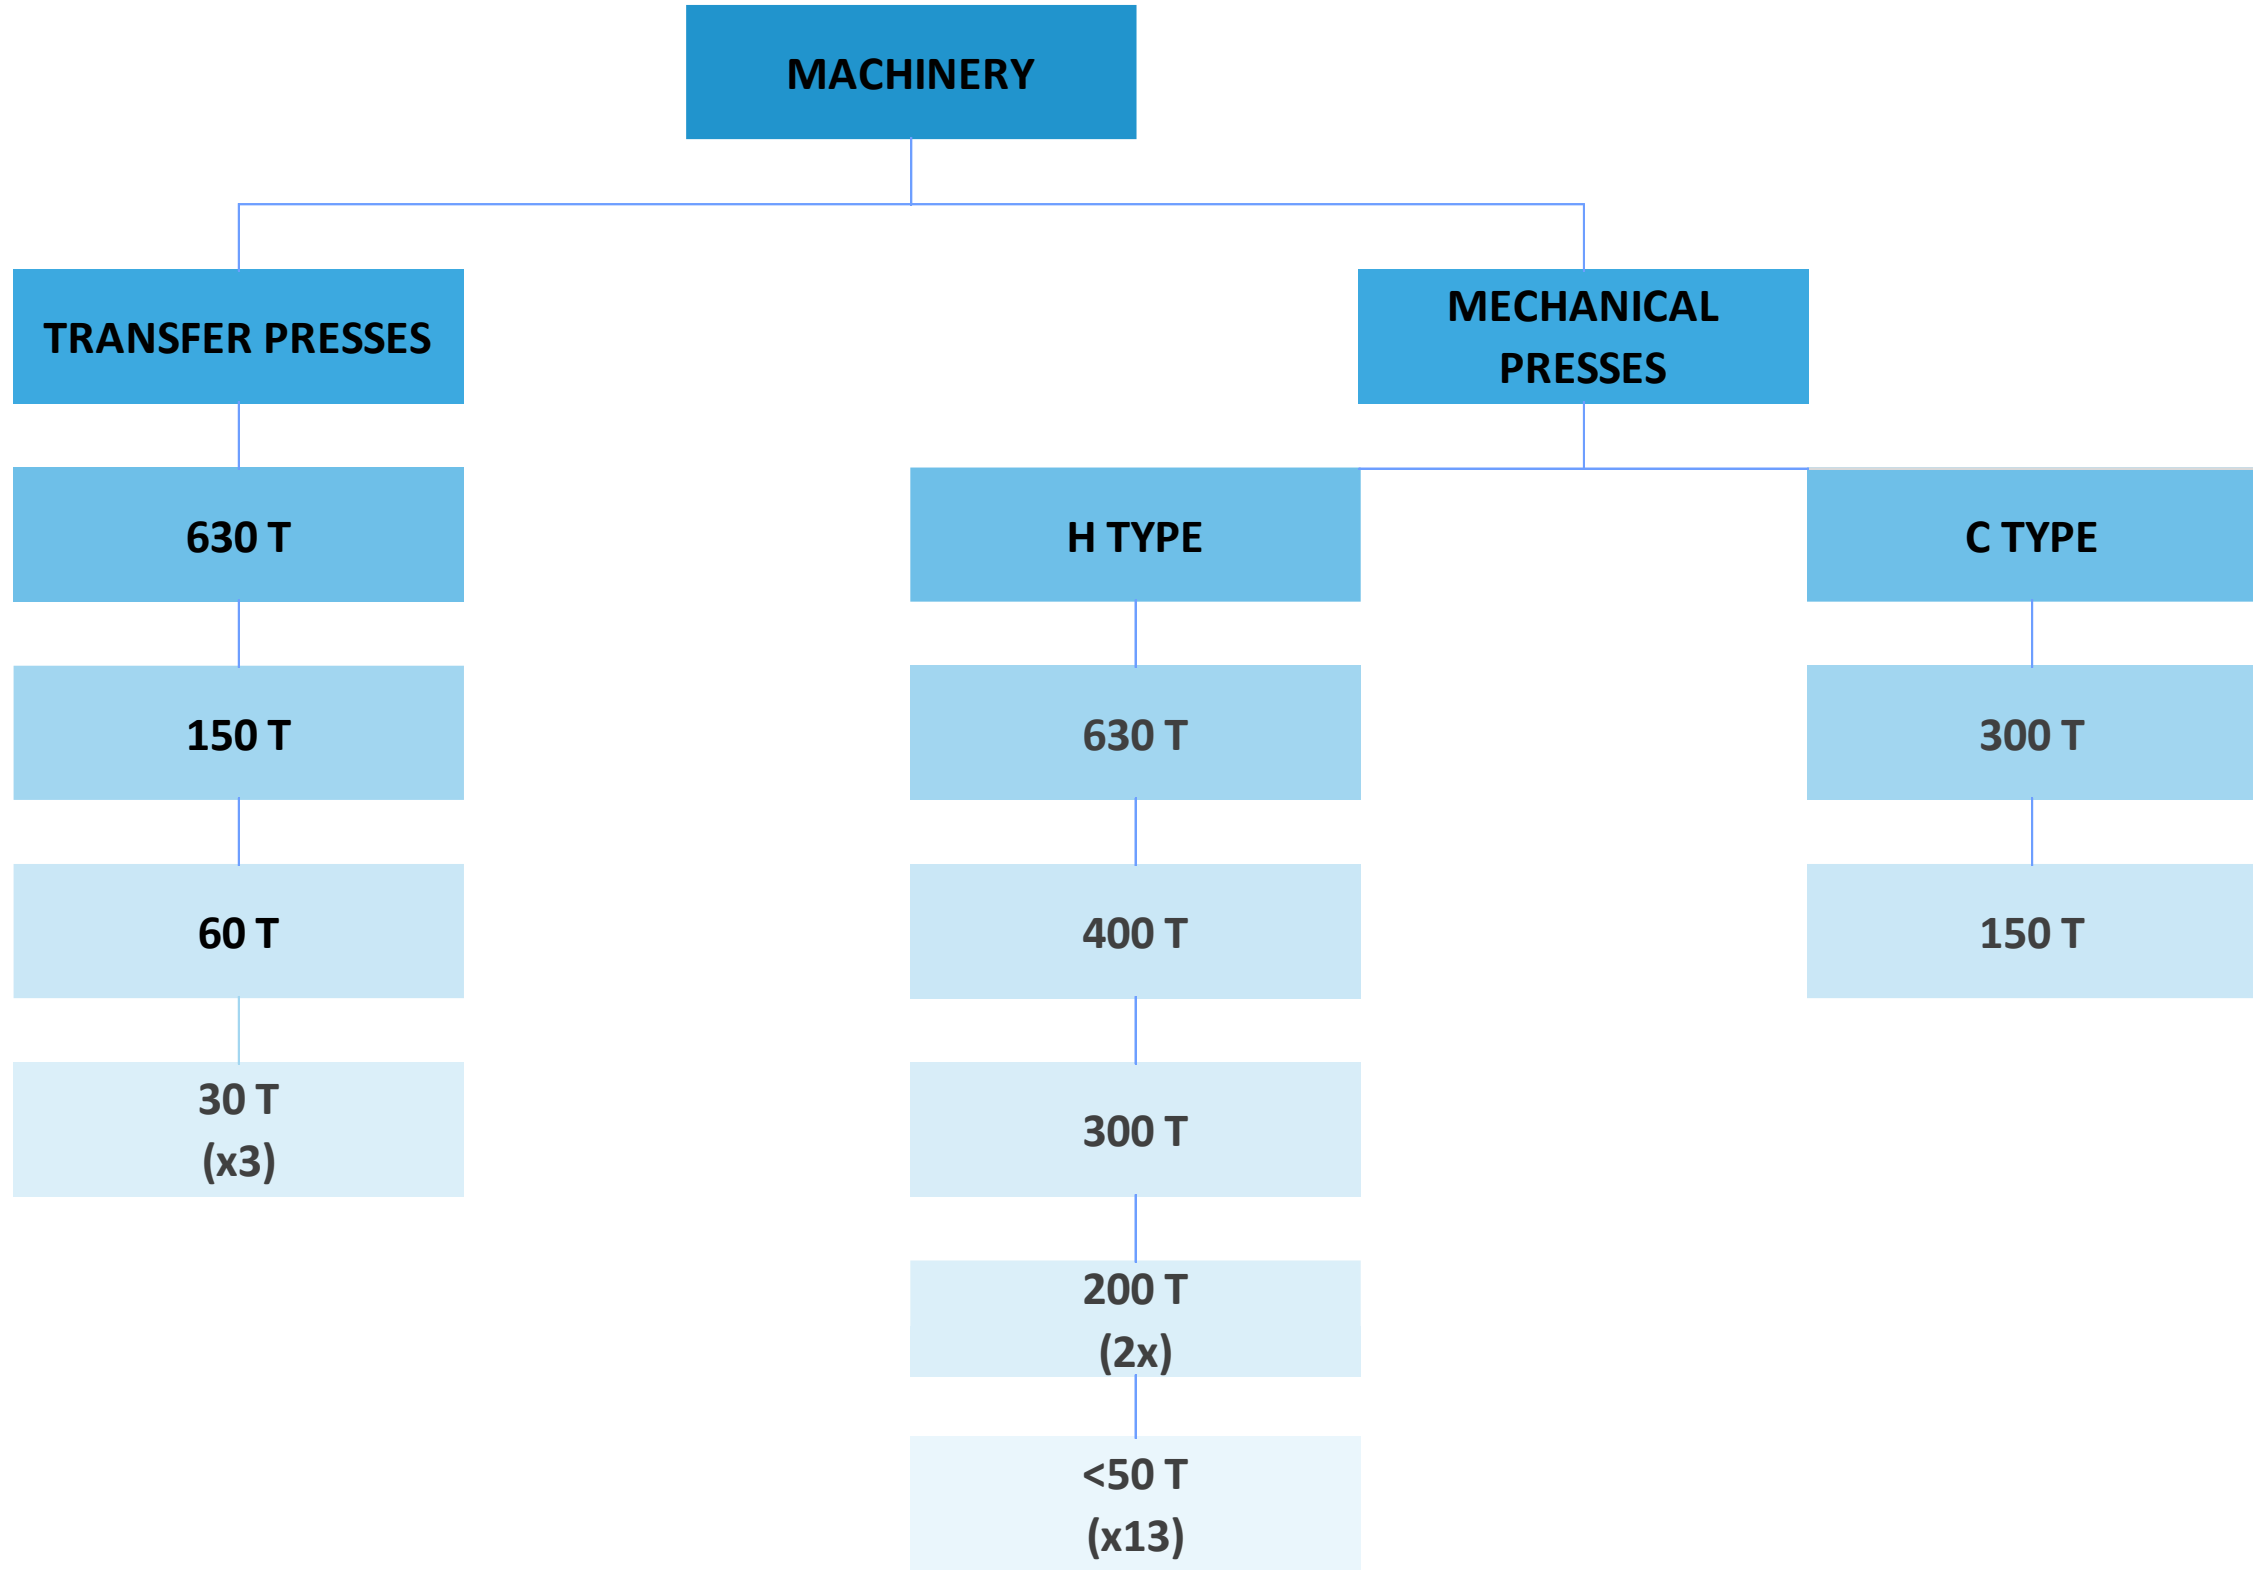 MACHINERY
TRANSFER PRESSES
MECHANICAL
PRESSES
630 T
H TYPE
C TYPE
150 T
630 T
300 T
60 T
400 T
150 T
30 T
(x3)
300 T
200 T
(2x)
<50 T
(x13)